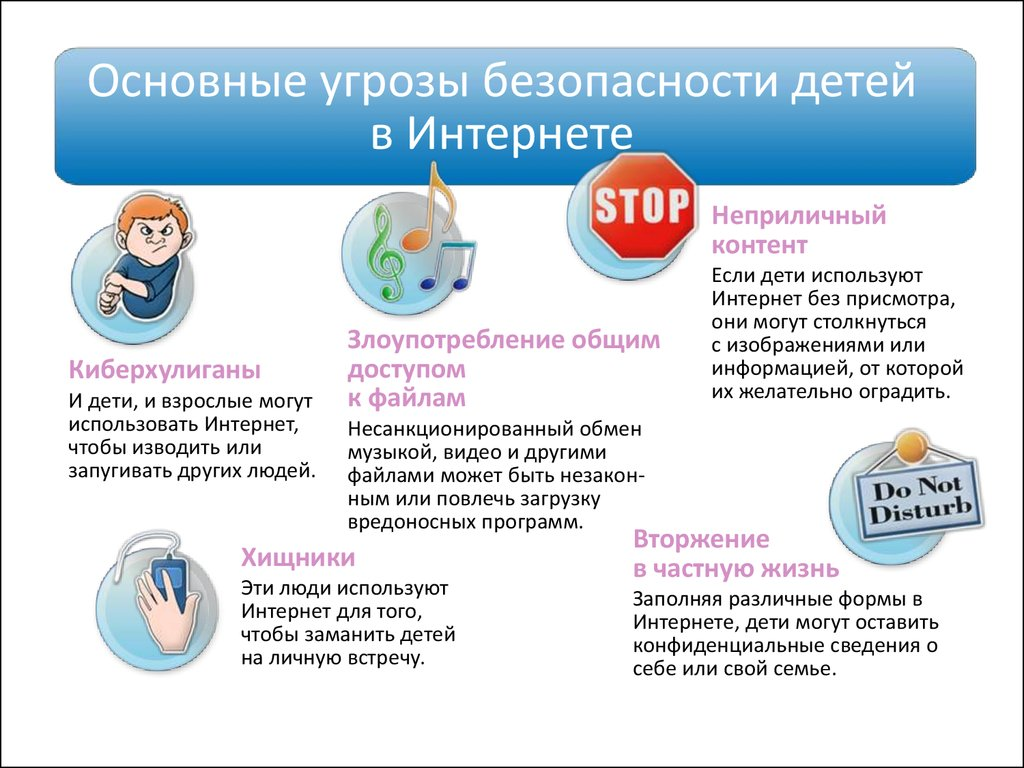 Основные угрозы безопасности детей
в Интернете
STOP
Неприличный
контент
Если дети используют
Интернет без присмотра,
они могут столкнуться
с изображениями или
информацией, от которой
их желательно оградить.
Злоупотребление общим
доступом
к файлам
Несанкционированный обмен
музыкой, видео и другими
файлами может быть незакон-
ным или повлечь загрузку
вредоносных программ.
Киберхулиганы
И дети, и взрослые могут
использовать Интернет,
чтобы изводить или
запугивать других людей.
Do Not
Disturb
Хищники
Эти люди используют
Интернет для того,
чтобы заманить детей
на личную встречу.
Вторжение
в частную жизнь
Заполняя различные формы в
Интернете, дети могут оставить
конфиденциальные сведения о
себе или свой семье.